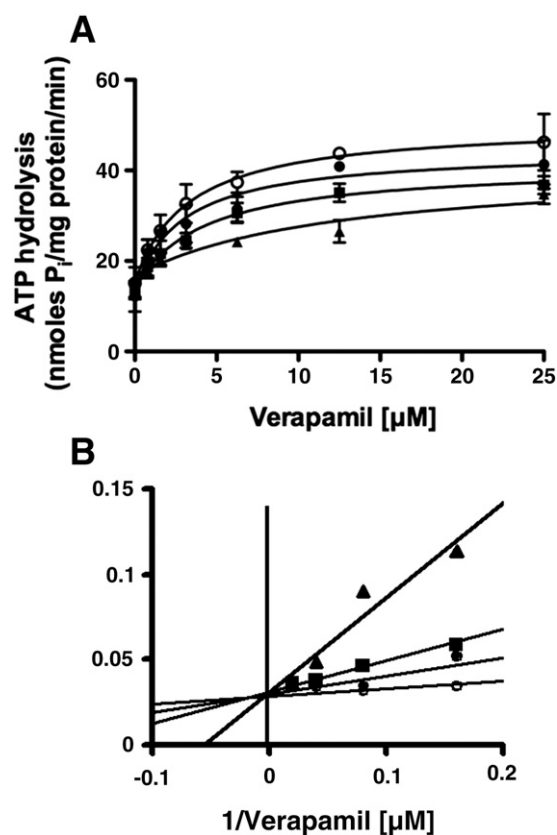 A
ATP hydrolysis
(nmoles Pi/mg protein/min)
60
40
20
0
0 5 10 15 20 25
Verapamil [µM]
B
0.15
0.1
0.05
0
-0.1 0 0.1 0.2
1/Verapamil [µM]